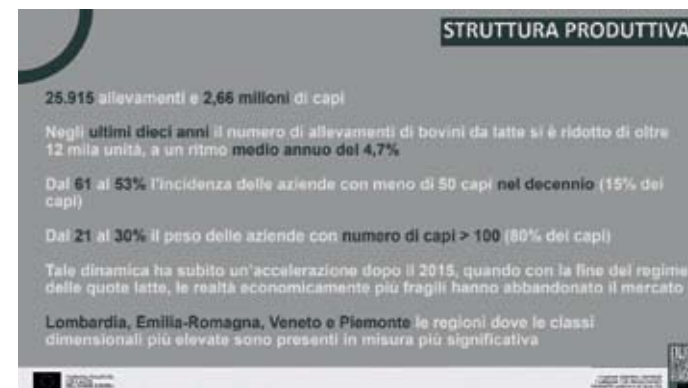 STRUTTURA PRODUTTIVA
25.915 allevamenti e 2,66 milioni di capi
Negli ultimi dieci anni il numero di allevamenti di bovini da latte si è ridotto di oltre
12 mila unità, a un ritmo medio annuo del 4,7%
Dal 61 al 53% l'incidenza delle aziende con meno di 50 capi nel decennio (15% dei
capi)
Dal 21 al 30% il peso delle aziende con numero di capi > 100 (80% dei capi)
Tale dinamica ha subito un'accelerazione dopo il 2015, quando con la fine del regime
delle quote latte, le realtà economicamente più fragili hanno abbandonato il mercato
Lombardia, Emilia-Romagna, Veneto e Piemonte le regioni dove le classi
dimensionali più elevate sono presenti in misura più significativa